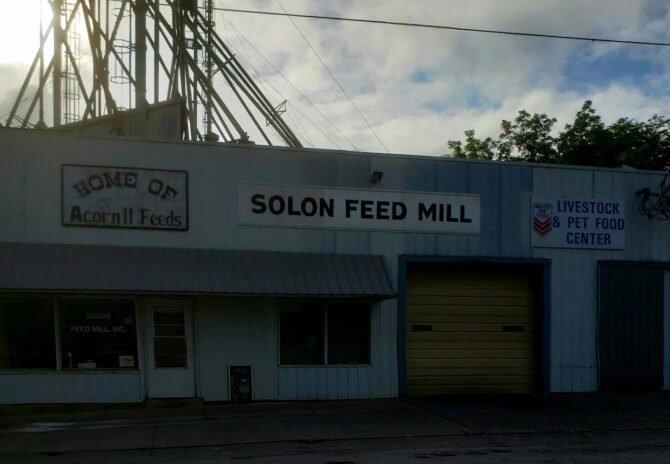 HOME OF
Acorn II Feeds
SOLON FEED MILL
LIVESTOCK
& PET FOOD
CENTER
SOLON
FEED MILL, INC.